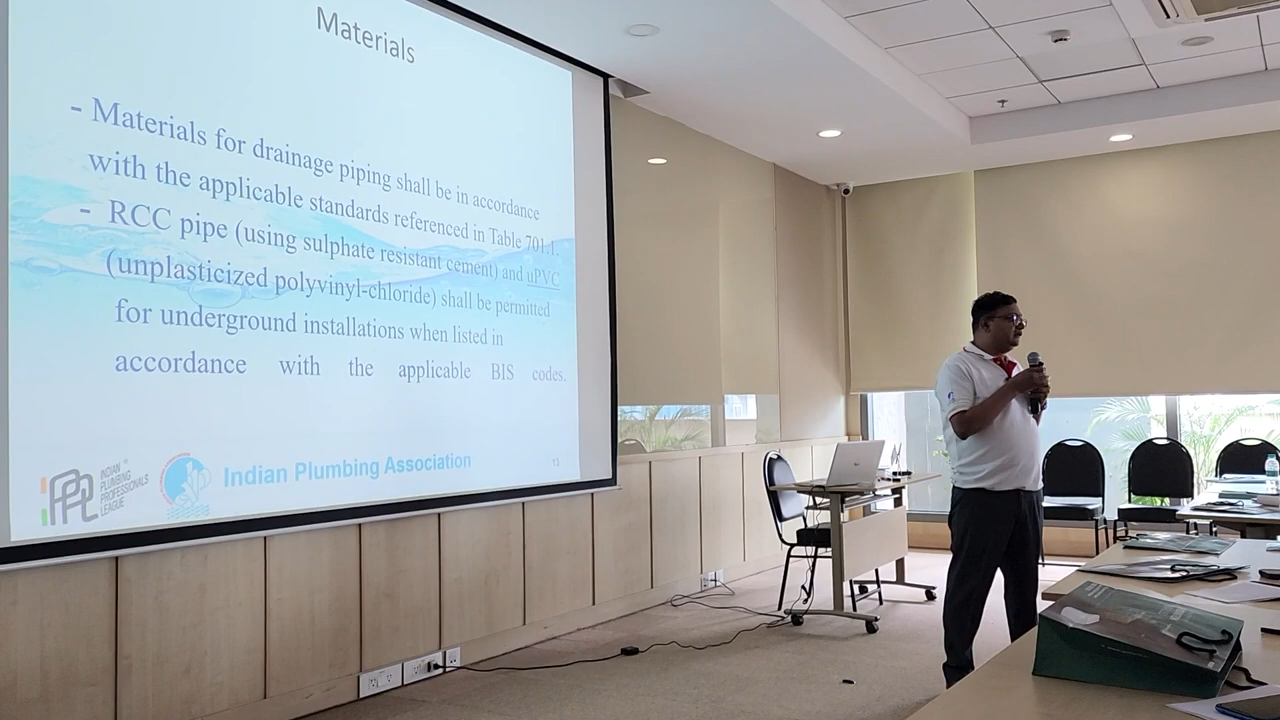 Materials
- Materials for drainage piping shall be in accordance
with the applicable standards referenced in Table 701.1.
- RCC pipe (using sulphate resistant cement) and uPVC
(unplasticized polyvinyl-chloride) shall be permitted
for underground installations when listed in
accordance with the applicable BIS codes.
IPPL
INDIAN
PLUMBING
PROFESSIONALS
LEAGUE
Indian Plumbing Association
13